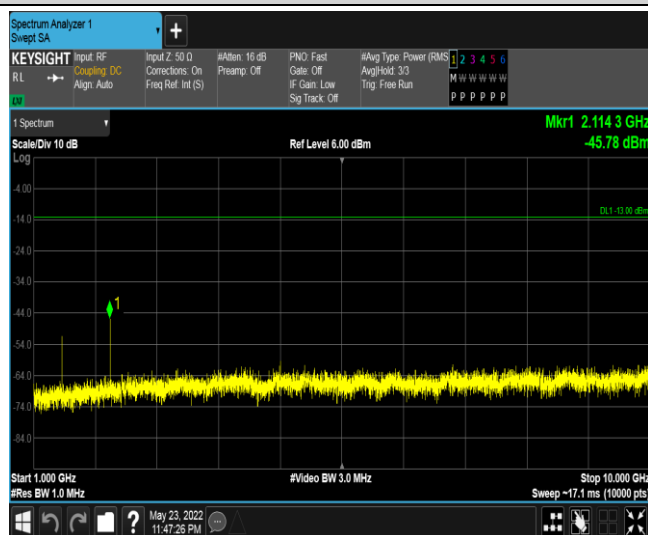 Spectrum Analyzer 1
Swept SA
+
KEYSIGHT
RL
Input: RF
Coupling: DC
Align: Auto
Input Z: 50 Ω
Corrections: On
Freq Ref: Int (S)
#Atten: 16 dB
Preamp: Off
PNO: Fast
Gate: Off
IF Gain: Low
Sig Track: Off
#Avg Type: Power (RMS
Avg|Hold: 3/3
Trig: Free Run
1 2 3 4 5 6
M W W W W W
P P P P P P
1 Spectrum
Scale/Div 10 dB
Ref Level 6.00 dBm
Mkr1 2.114 3 GHz
-45.78 dBm
Log
-4.00
DL1 -13.00 dBm
-14.0
-24.0
-34.0
1
-44.0
-54.0
-64.0
-74.0
-84.0
Start 1.000 GHz
#Video BW 3.0 MHz
Stop 10.000 GHz
#Res BW 1.0 MHz
Sweep ~17.1 ms (10000 pts)
?
May 23, 2022
11:47:26 PM